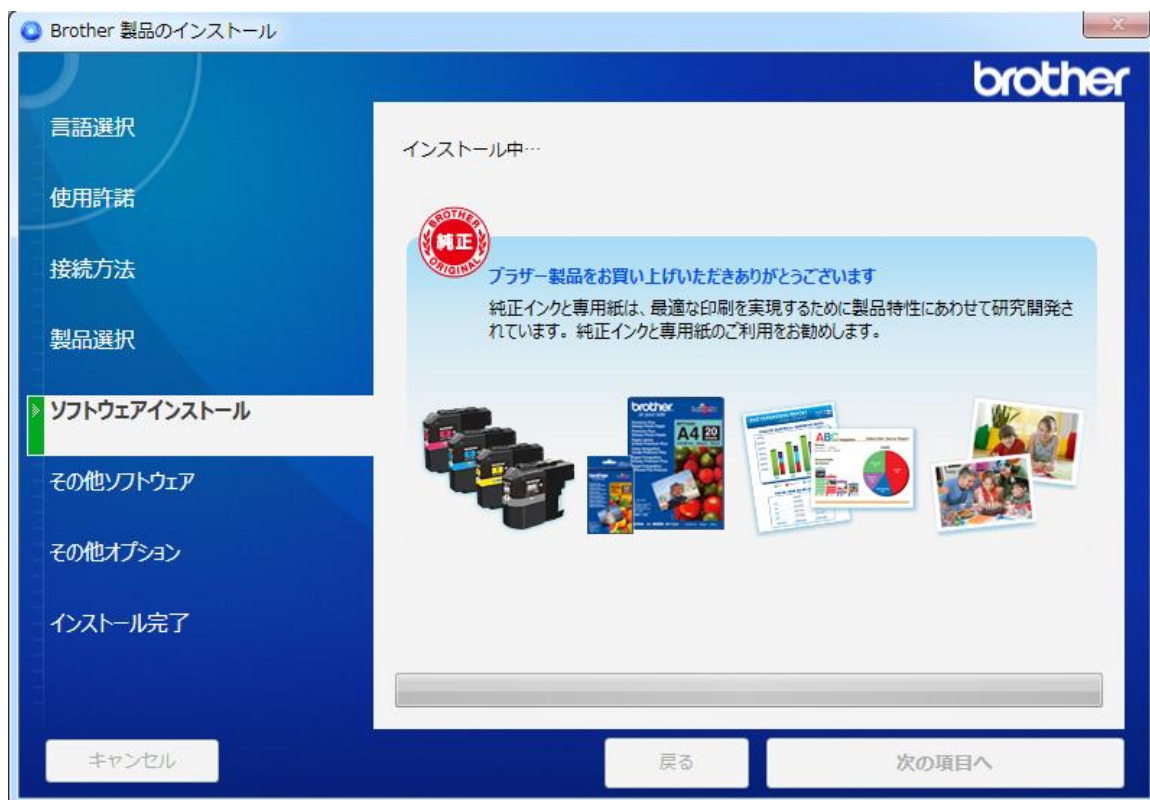 Brother 製品のインストール
brother
言語選択
使用許諾
接続方法
製品選択
ソフトウェアインストール
その他ソフトウェア
その他オプション
インストール完了
インストール中…
BROTHER
純正
ORIGINAL
ブラザー製品をお買い上げいただきありがとうございます
純正インクと専用紙は、最適な印刷を実現するために製品特性にあわせて研究開発さ
れています。純正インクと専用紙のご利用をお勧めします。
brother
A4 20
ABC
キャンセル
戻る
次の項目へ